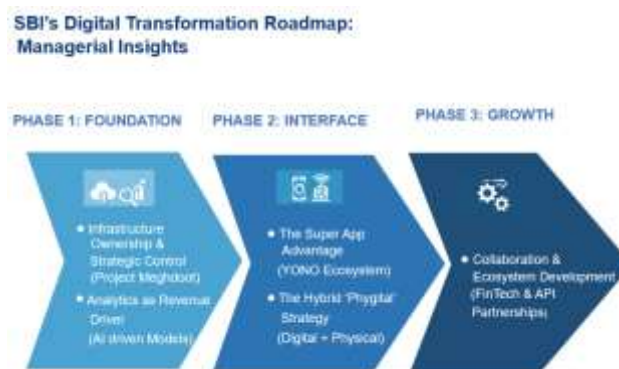 SBI's Digital Transformation Roadmap:
Managerial Insights
PHASE 1: FOUNDATION
PHASE 2: INTERFACE
PHASE 3: GROWTH
Infrastructure
Ownership &
Strategic Control
(Project Meghdoot)
Analytics as Revenue
Driver
(AI driven Models)
The Super App
Advantage
(YONO Ecosystem)
The Hybrid 'Phygital'
Strategy
(Digital + Physical)
Collaboration &
Ecosystem Development
(FinTech & API
Partnerships)